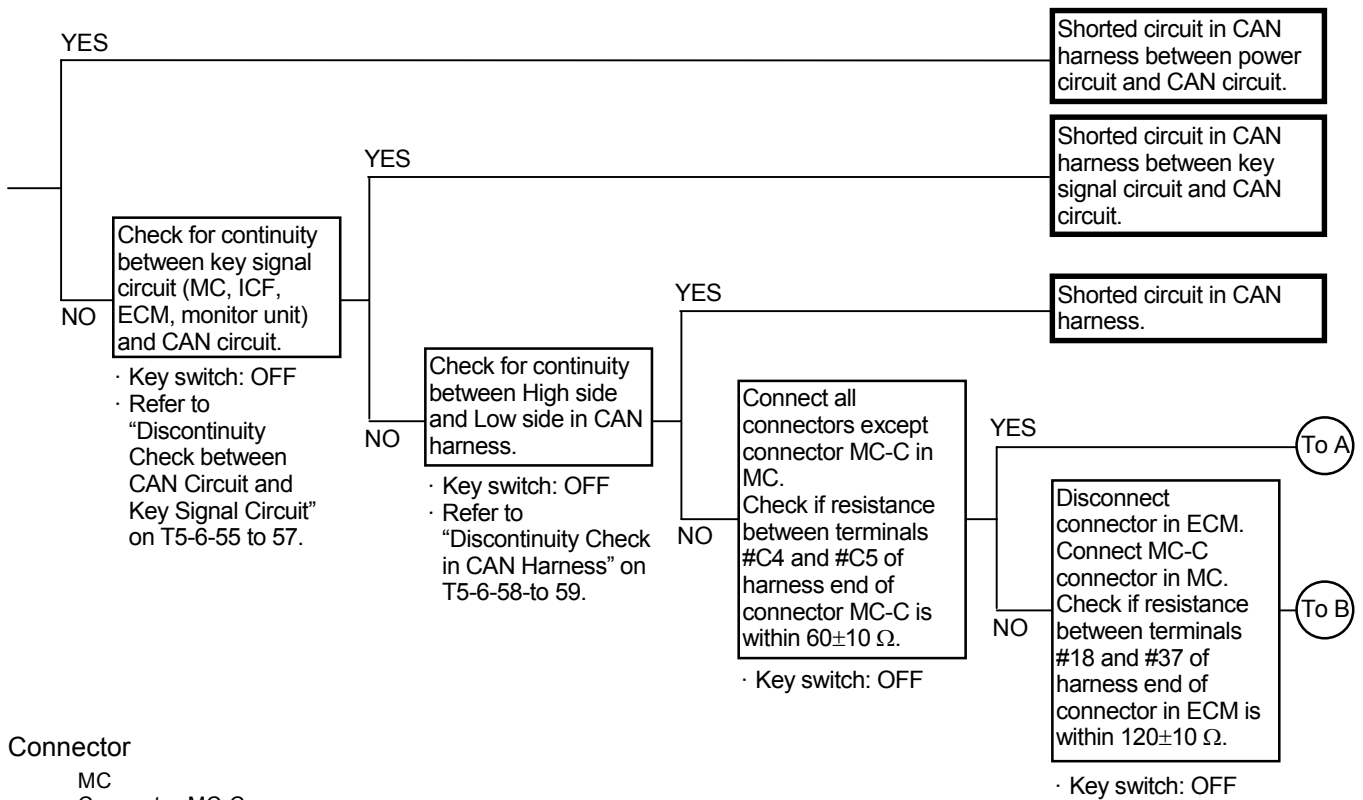 YES
Shorted circuit in CAN
harness between power
circuit and CAN circuit.
YES
Shorted circuit in CAN
harness between key
signal circuit and CAN
circuit.
NO
Check for continuity
between key signal
circuit (MC, ICF,
ECM, monitor unit)
and CAN circuit.
· Key switch: OFF
· Refer to
“Discontinuity
Check between
CAN Circuit and
Key Signal Circuit”
on T5-6-55 to 57.
YES
Shorted circuit in CAN
harness.
NO
Check for continuity
between High side
and Low side in CAN
harness.
· Key switch: OFF
· Refer to
“Discontinuity Check
in CAN Harness” on
T5-6-58-to 59.
NO
Connect all
connectors except
connector MC-C in
MC.
Check if resistance
between terminals
#C4 and #C5 of
harness end of
connector MC-C is
within 60±10 Ω.
· Key switch: OFF
YES
To A
NO
Disconnect
connector in ECM.
Connect MC-C
connector in MC.
Check if resistance
between terminals
#18 and #37 of
harness end of
connector in ECM is
within 120±10 Ω.
· Key switch: OFF
To B
Connector
MC